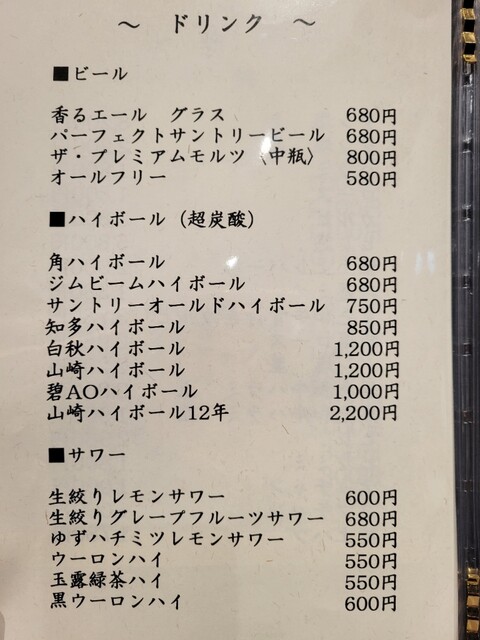 ～ ドリンク ～
■ビール
香るエール グラス 680円
パーフェクトサントリービール 680円
ザ・プレミアムモルツ〈中瓶〉 800円
オールフリー 580円
■ハイボール（超炭酸）
角ハイボール 680円
ジムビームハイボール 680円
サントリーオールドハイボール 750円
知多ハイボール 850円
白秋ハイボール 1,200円
山崎ハイボール 1,200円
碧AOハイボール 1,000円
山崎ハイボール12年 2,200円
■サワー
生絞りレモンサワー 600円
生絞りグレープフルーツサワー 680円
ゆずハチミツレモンサワー 550円
ウーロンハイ 550円
玉露緑茶ハイ 550円
黒ウーロンハイ 600円